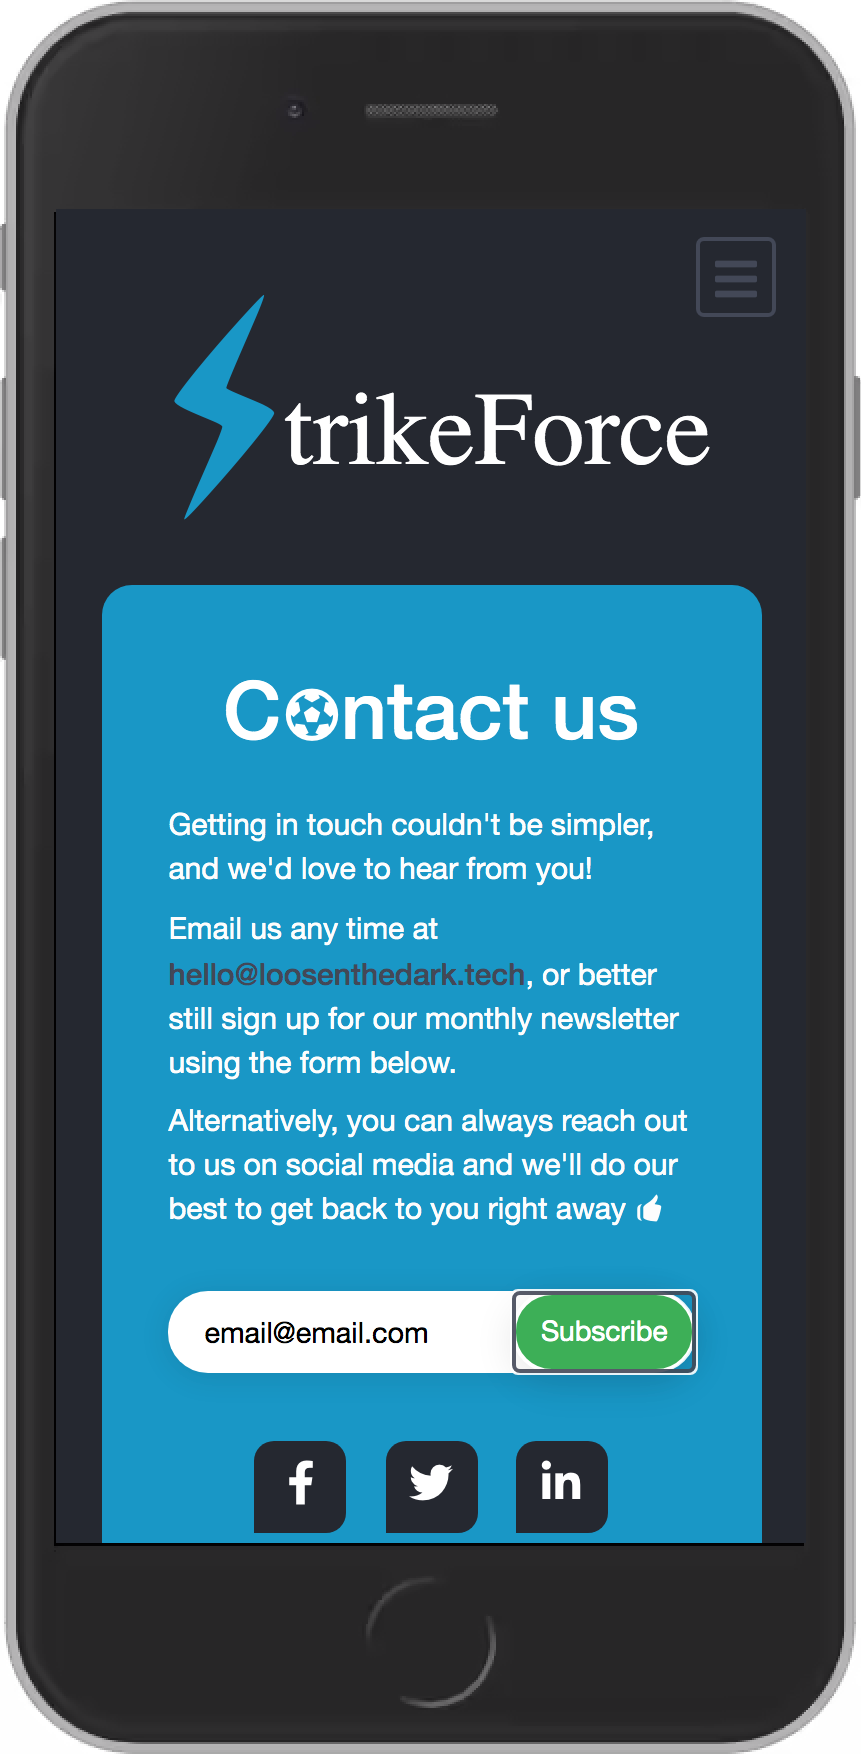 StrikeForce
Contact us
Getting in touch couldn't be simpler,
and we'd love to hear from you!
Email us any time at
hello@loosenthedark.tech, or better
still sign up for our monthly newsletter
using the form below.
Alternatively, you can always reach out
to us on social media and we'll do our
best to get back to you right away
email@email.com Subscribe
f in